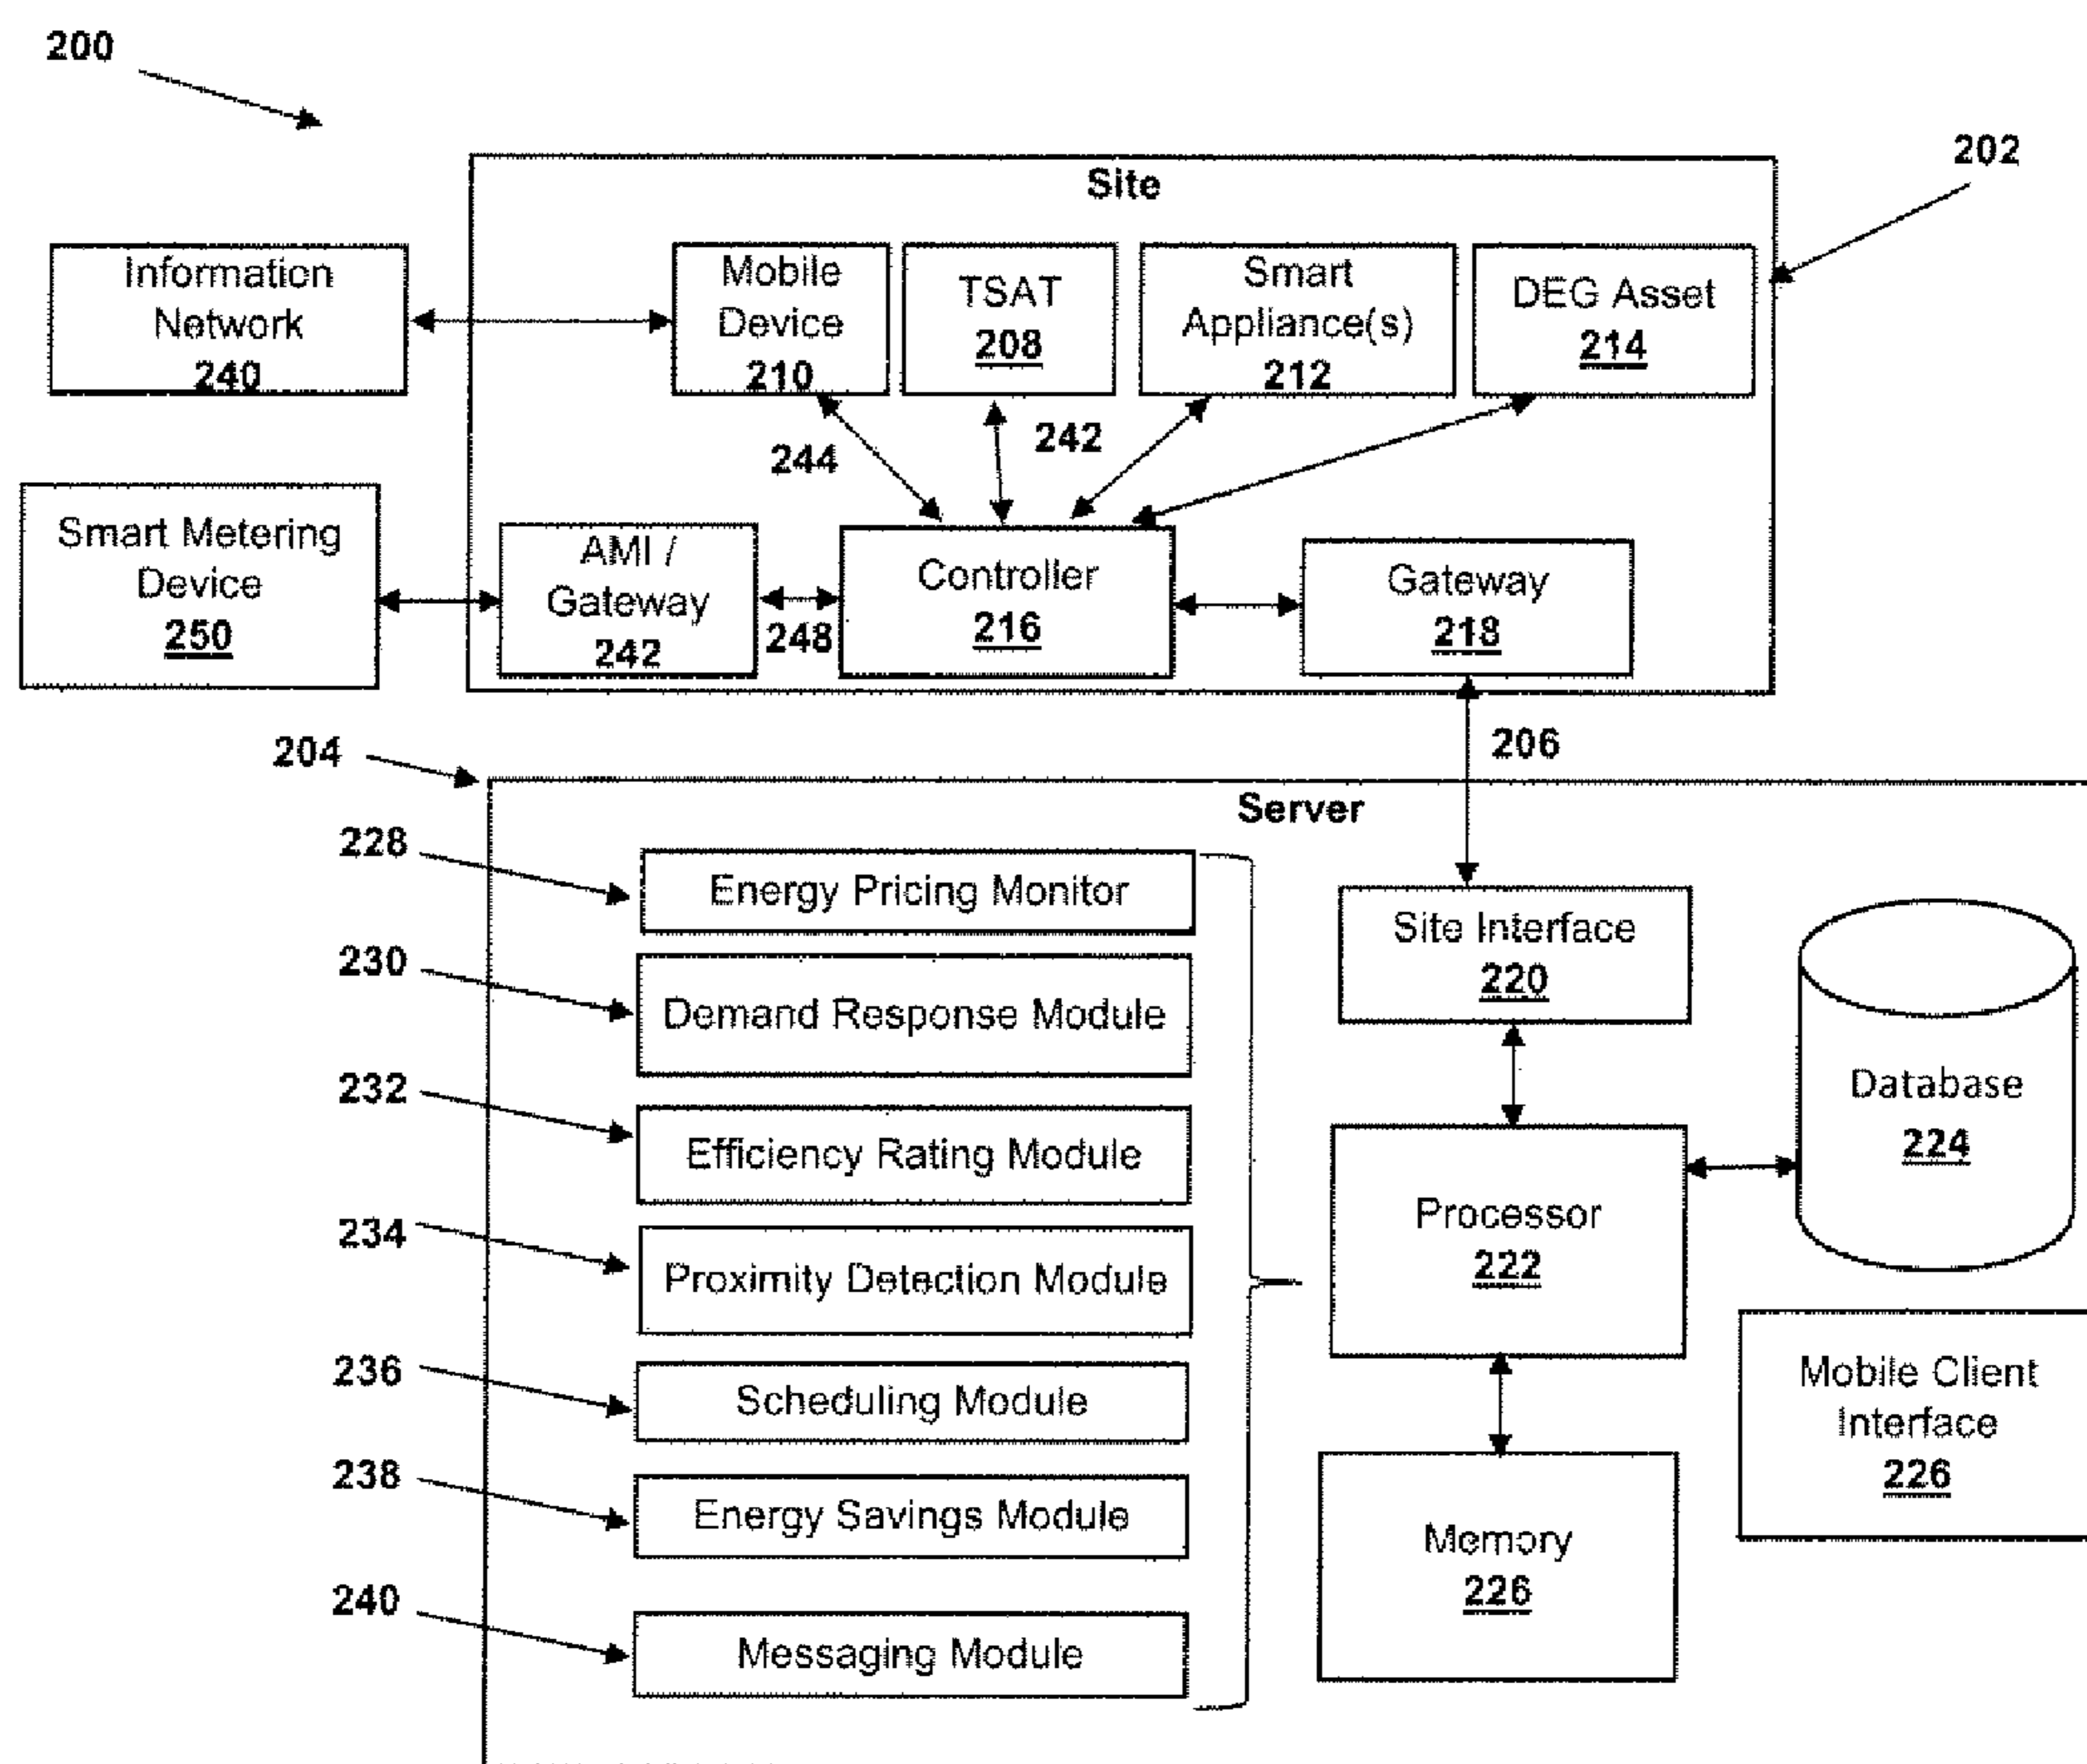 200
202
Site
Information
Network
240
Mobile
Device
210
TSAT
208
Smart
Appliance(s)
212
DEG Asset
214
244
242
Smart Metering
Device
250
AMI /
Gateway
242
248
Controller
216
Gateway
218
206
204
Server
228
Energy Pricing Monitor
230
Demand Response Module
232
Efficiency Rating Module
234
Proximity Detection Module
236
Scheduling Module
238
Energy Savings Module
240
Messaging Module
Site Interface
220
Processor
222
Database
224
Memory
226
Mobile Client
Interface
226